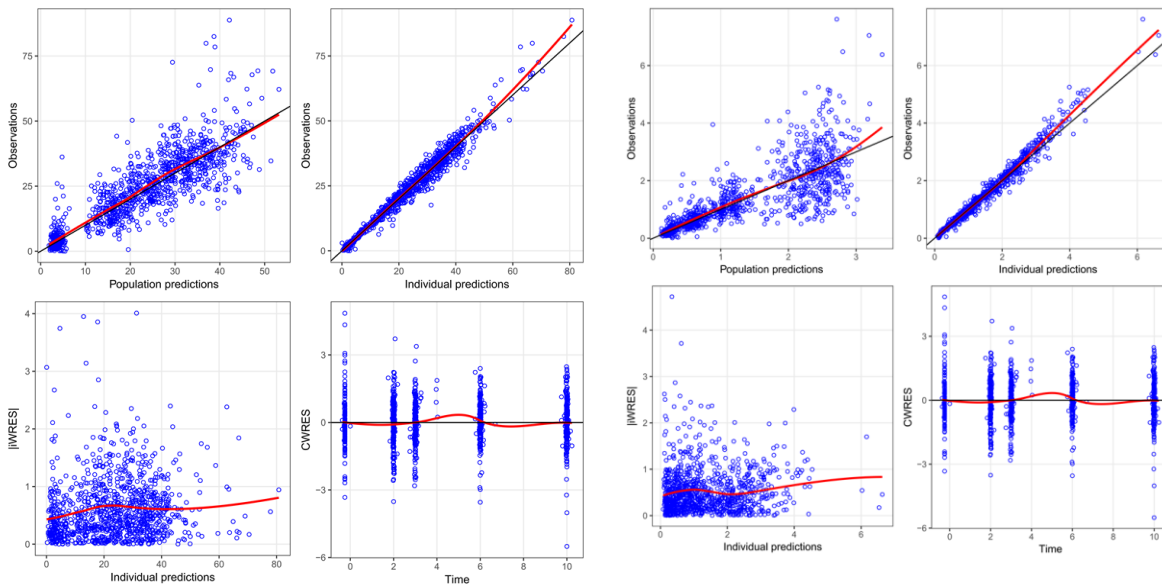 75
50
25
0
Observations
0 10 20 30 40 50
Population predictions
75
50
25
0
Observations
0 20 40 60 80
Individual predictions
6
4
2
0
Observations
0 1 2 3
Population predictions
6
4
2
0
Observations
0 2 4 6
Individual predictions
4
3
2
1
0
|iWRES|
0 20 40 60 80
Individual predictions
3
0
−3
−6
CWRES
0 2 4 6 8 10
Time
4
3
2
1
0
|iWRES|
0 2 4 6
Individual predictions
3
0
−3
−6
CWRES
0 2 4 6 8 10
Time